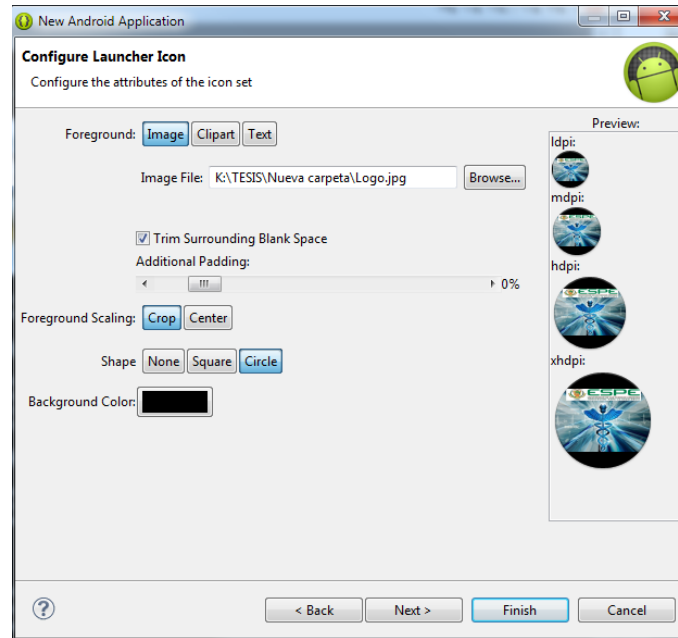 New Android Application
Configure Launcher Icon
Configure the attributes of the icon set
Preview:
Foreground: Image Clipart Text
ldpi:
Image File: K:\TESIS\Nueva carpeta\Logo.jpg Browse...
mdpi:
Trim Surrounding Blank Space
Additional Padding:
hdpi:
0%
ESPE
Foreground Scaling: Crop Center
Shape None Square Circle
xhdpi:
Background Color:
ESPE
< Back Next > Finish Cancel